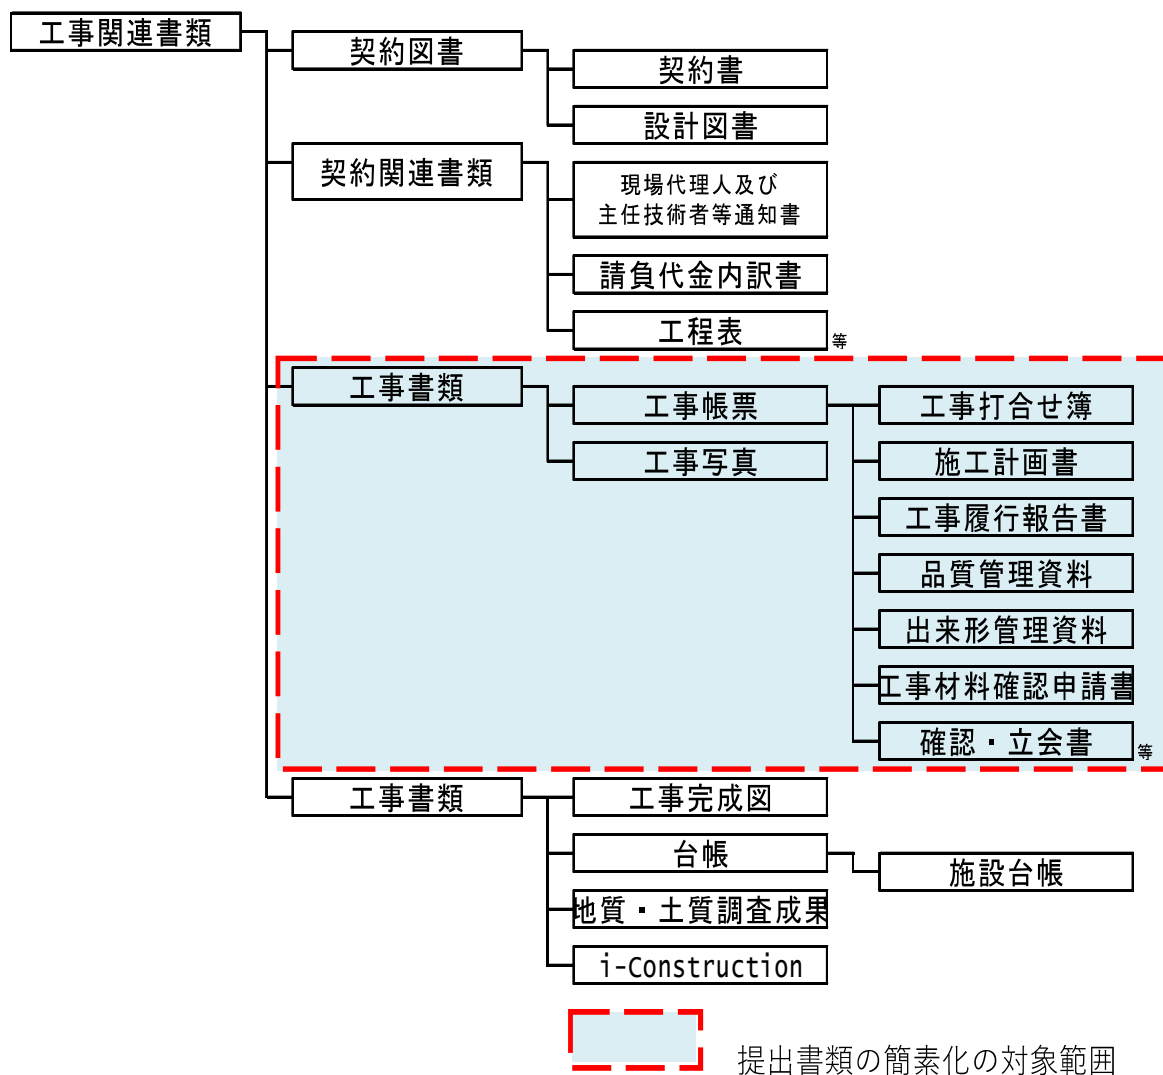 工事関連書類
契約図書
契約書
設計図書
契約関連書類
現場代理人及び
主任技術者等通知書
請負代金内訳書
工程表
等
工事書類
工事帳票
工事打合せ簿
工事写真
施工計画書
工事履行報告書
品質管理資料
出来形管理資料
工事材料確認申請書
確認・立会書
等
工事書類
工事完成図
台帳
施設台帳
地質・土質調査成果
i-Construction
提出書類の簡素化の対象範囲